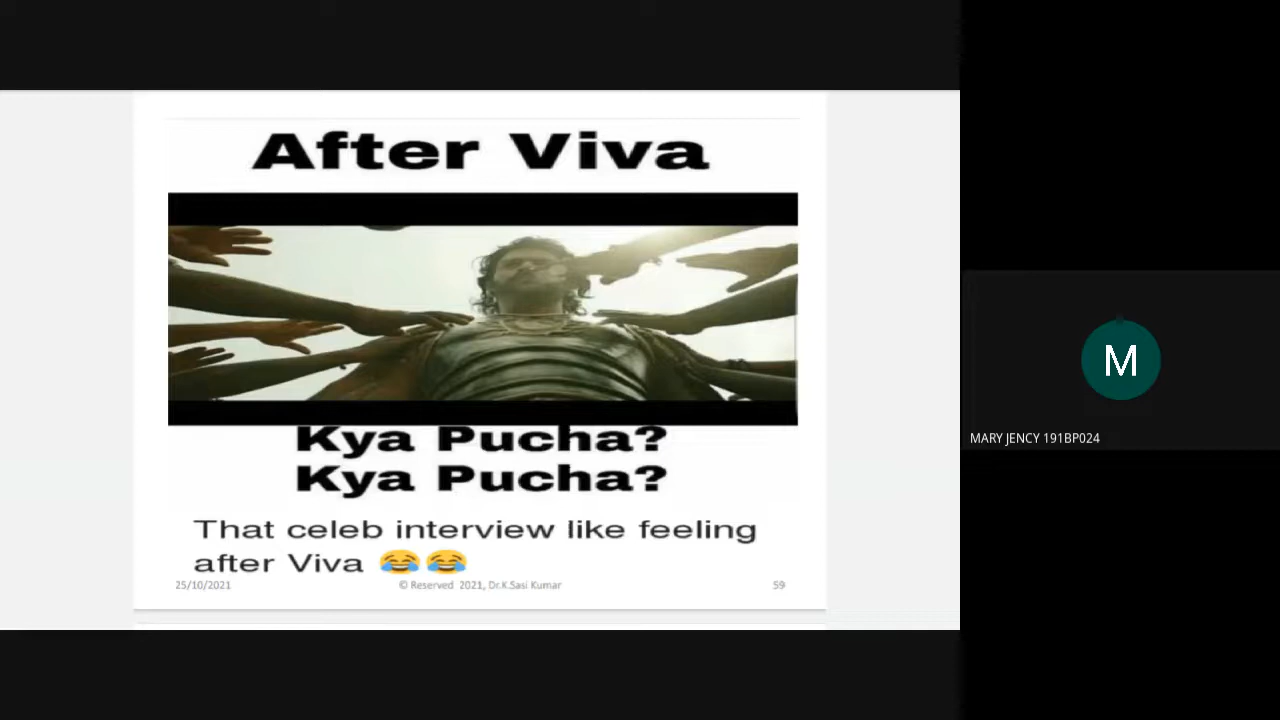 After Viva
Kya Pucha?
Kya Pucha?
That celeb interview like feeling
after Viva 😂😂
25/10/2021 © Reserved 2021, Dr.K.Sasi Kumar 59
M
MARY JENCY 191BP024